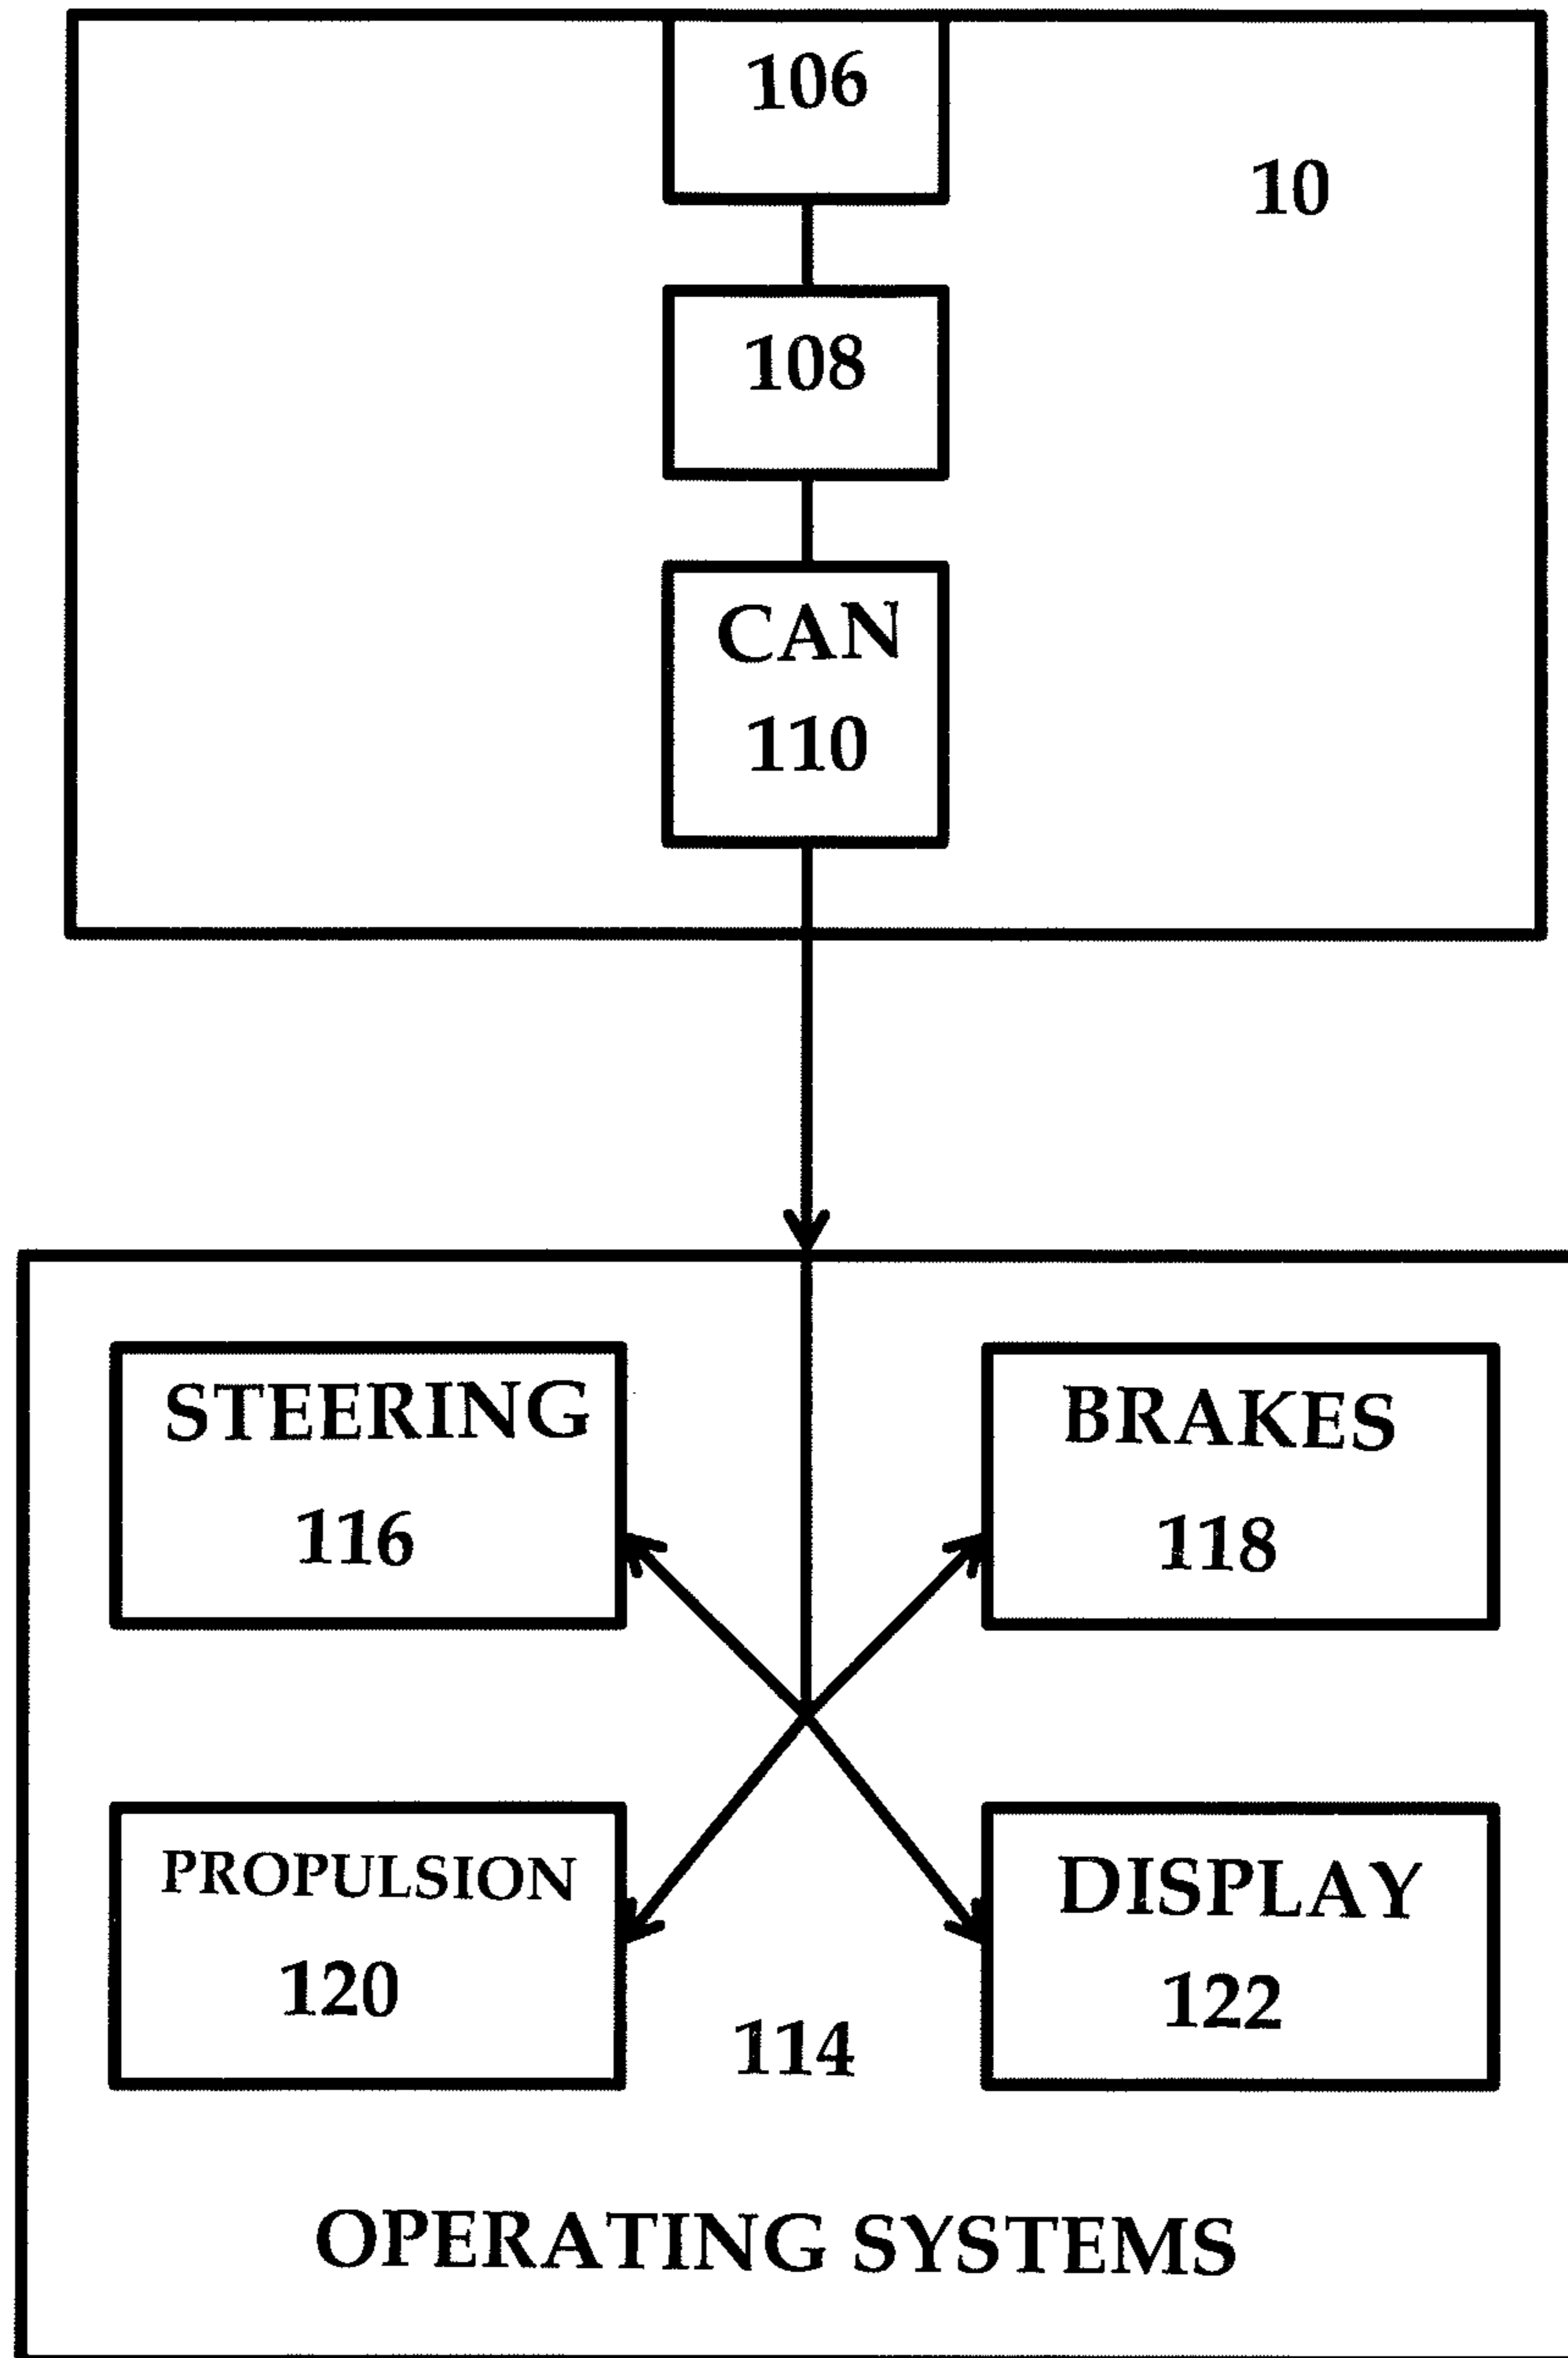 106
10
108
CAN
110
STEERING
116
BRAKES
118
PROPULSION
120
DISPLAY
122
114
OPERATING SYSTEMS